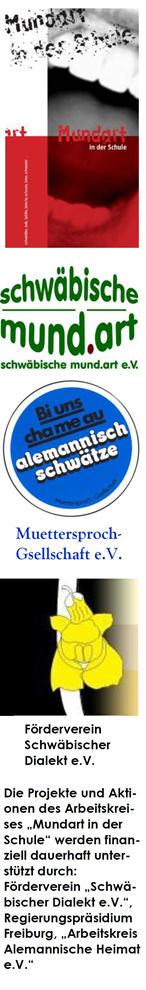 Mundart
in der Schule
art
Mundart
in der Schule
schwäbische
mund.art
schwäbische mund.art e.V.
Bi uns
cha me au
alemannisch
schwätze
Muettersproch-Gsellschaft
Muettersproch-
Gsellschaft e.V.
Förderverein
Schwäbischer
Dialekt e.V.
Die Projekte und Akti-
onen des Arbeitskrei-
ses „Mundart in der
Schule“ werden finan-
ziell dauerhaft unter-
stützt durch:
Förderverein „Schwä-
bischer Dialekt e.V.“,
Regierungspräsidium
Freiburg, „Arbeitskreis
Alemannische Heimat
e.V.“